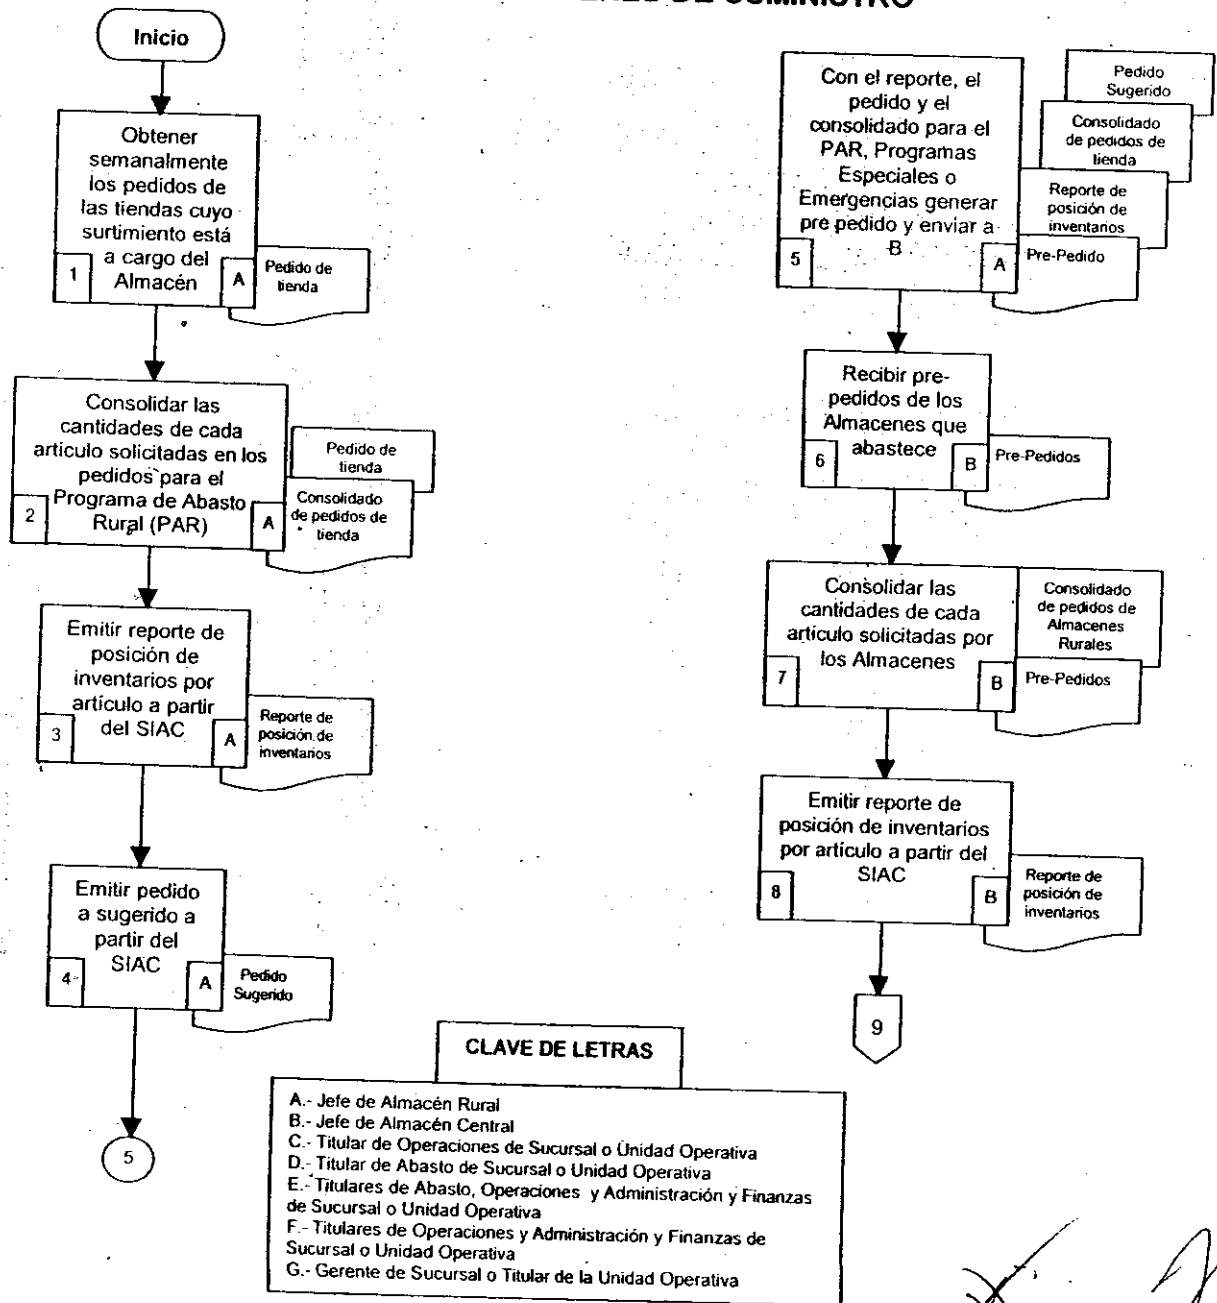 DE SUMINISTRO
Inicio
Obtener
semanalmente
los pedidos de
las tiendas cuyo
surtimiento está
a cargo del
Almacén
1
A
Pedido de
tienda
Consolidar las
cantidades de cada
artículo solicitadas en los
pedidos para el
Programa de Abasto
Rural (PAR)
2
A
Pedido de
tienda
Consolidado
de pedidos de
tienda
Emitir reporte de
posición de
inventarios por
artículo a partir
del SIAC
3
A
Reporte de
posición de
inventarios
Emitir pedido
a sugerido a
partir del
SIAC
4
A
Pedido
Sugerido
5
Con el reporte, el
pedido y el
consolidado para el
PAR, Programas
Especiales o
Emergencias generar
pre pedido y enviar a
B
5
A
Pedido
Sugerido
Consolidado
de pedidos de
tienda
Reporte de
posición de
inventarios
Pre-Pedido
Recibir pre-
pedidos de los
Almacenes que
abastece
6
B
Pre-Pedidos
Consolidar las
cantidades de cada
artículo solicitadas por
los Almacenes
7
B
Consolidado
de pedidos de
Almacenes
Rurales
Pre-Pedidos
Emitir reporte de
posición de inventarios
por artículo a partir del
SIAC
8
B
Reporte de
posición de
inventarios
9
CLAVE DE LETRAS
A.- Jefe de Almacén Rural
B.- Jefe de Almacén Central
C.- Titular de Operaciones de Sucursal o Unidad Operativa
D.- Titular de Abasto de Sucursal o Unidad Operativa
E.- Titulares de Abasto, Operaciones y Administración y Finanzas
de Sucursal o Unidad Operativa
F.- Titulares de Operaciones y Administración y Finanzas de
Sucursal o Unidad Operativa
G.- Gerente de Sucursal o Titular de la Unidad Operativa